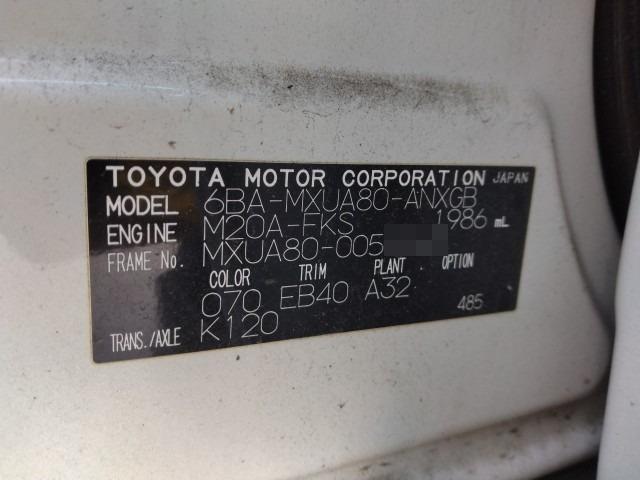 TOYOTA MOTOR CORPORATION JAPAN
MODEL 6BA-MXUA80-ANXGB
ENGINE M20A-FKS 1986 mL
FRAME No. MXUA80-005
COLOR TRIM PLANT OPTION
070 EB40 A32 485
TRANS./AXLE K120